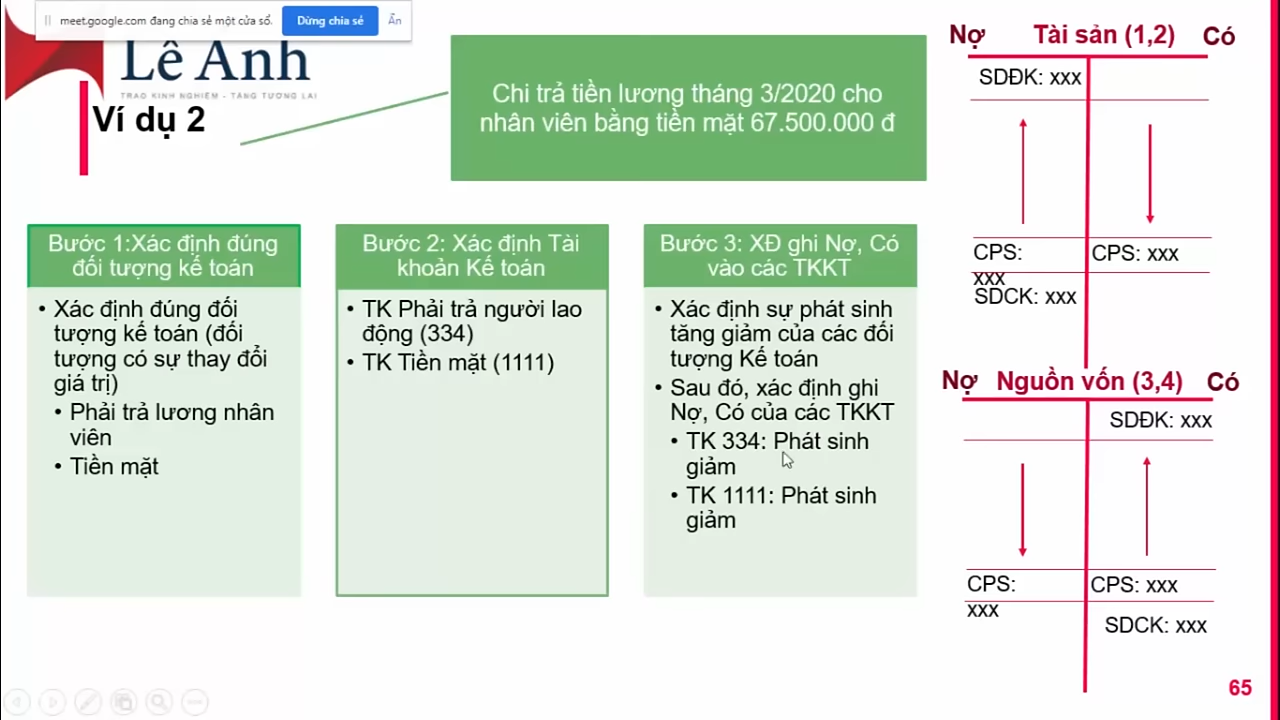 meet.google.com đang chia sẻ một cửa sổ.
Dừng chia sẻ
Ẩn
Lê Anh
TRAO KINH NGHIỆM - TẶNG TƯƠNG LAI
Ví dụ 2
Chi trả tiền lương tháng 3/2020 cho
nhân viên bằng tiền mặt 67.500.000 đ
Bước 1:Xác định đúng
đối tượng kế toán
• Xác định đúng đối
tượng kế toán (đối
tượng có sự thay đổi
giá trị)
• Phải trả lương nhân
viên
• Tiền mặt
Bước 2: Xác định Tài
khoản Kế toán
• TK Phải trả người lao
động (334)
• TK Tiền mặt (1111)
Bước 3: XĐ ghi Nợ, Có
vào các TKKT
• Xác định sự phát sinh
tăng giảm của các đối
tượng Kế toán
• Sau đó, xác định ghi
Nợ, Có của các TKKT
• TK 334: Phát sinh
giảm
• TK 1111: Phát sinh
giảm
Nợ Tài sản (1,2) Có
SDĐK: xxx
CPS: CPS: xxx
xxx
SDCK: xxx
Nợ Nguồn vốn (3,4) Có
SDĐK: xxx
CPS: CPS: xxx
xxx
SDCK: xxx
65